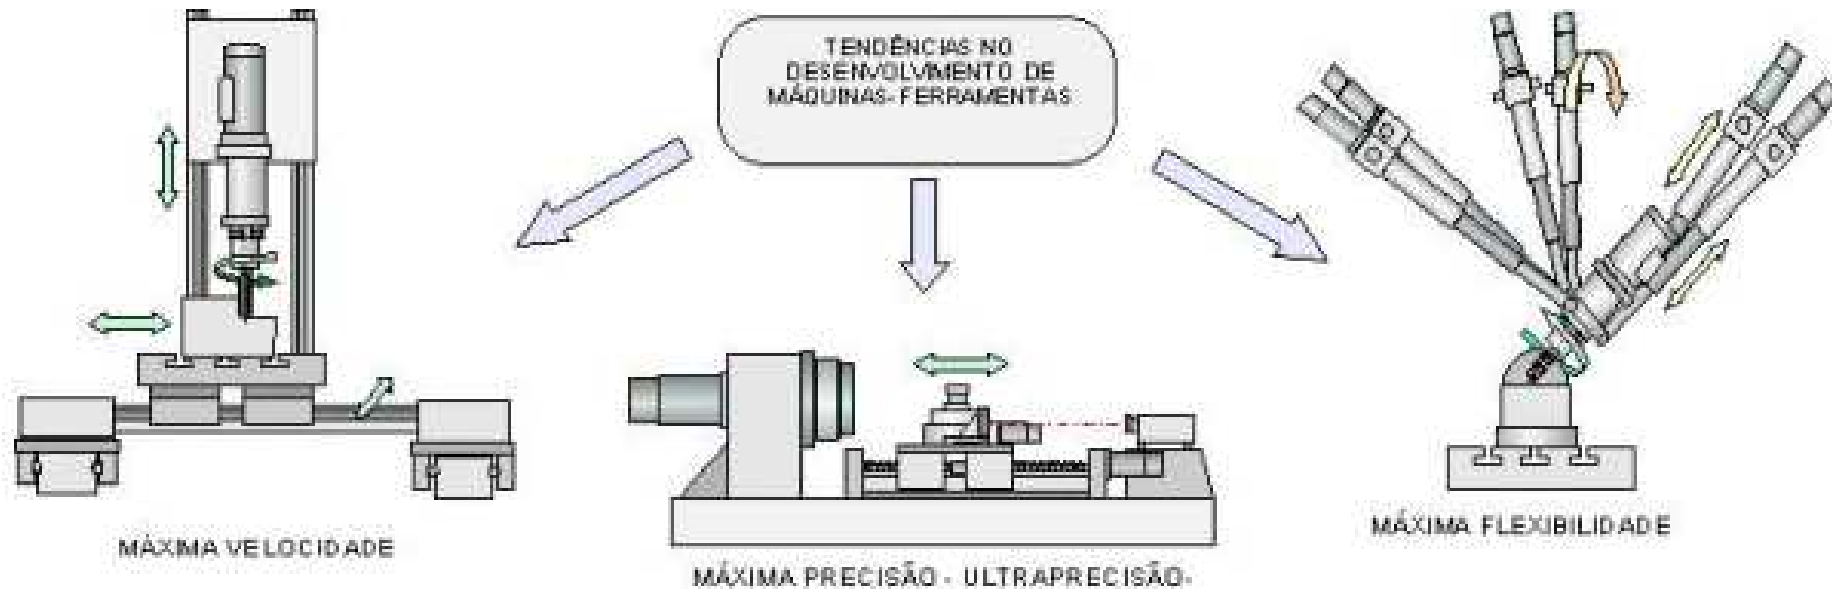 TENDÊNCIAS NO
DESENVOLVIMENTO DE
MÁQUINAS-FERRAMENTAS
MÁXIMA VELOCIDADE
MÁXIMA PRECISÃO - ULTRAPRECISÃO-
MÁXIMA FLEXIBILIDADE